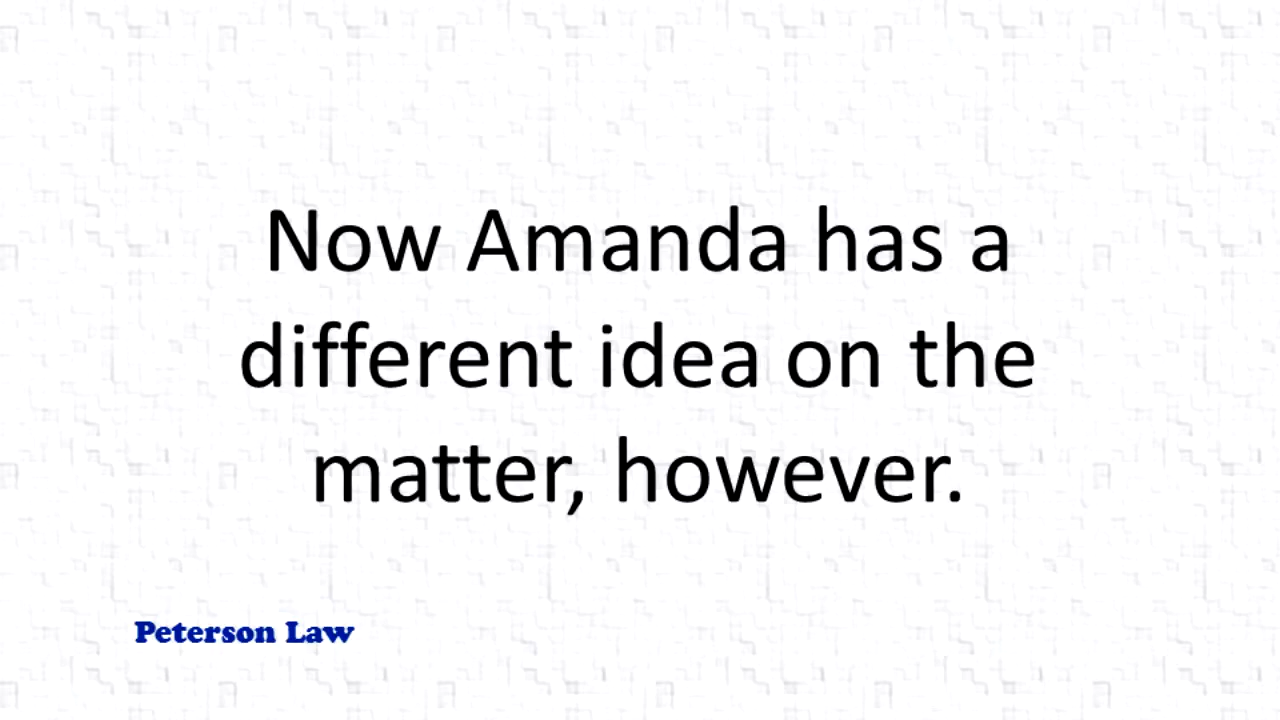 Now Amanda has a
different idea on the
matter, however.
Peterson Law